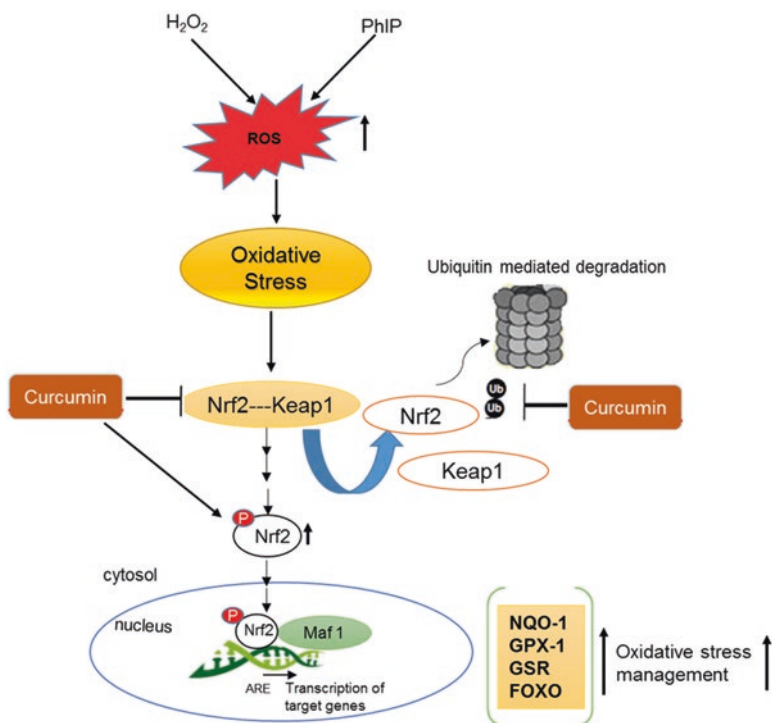 H₂O₂
PhIP
ROS
Oxidative
Stress
Ubiquitin mediated degradation
Curcumin
Nrf2---Keap1
Nrf2
Ub
Ub
Curcumin
Keap1
P
Nrf2
cytosol
nucleus
P
Nrf2
Maf 1
ARE
Transcription of
target genes
NQO-1
GPX-1
GSR
FOXO
Oxidative stress
management